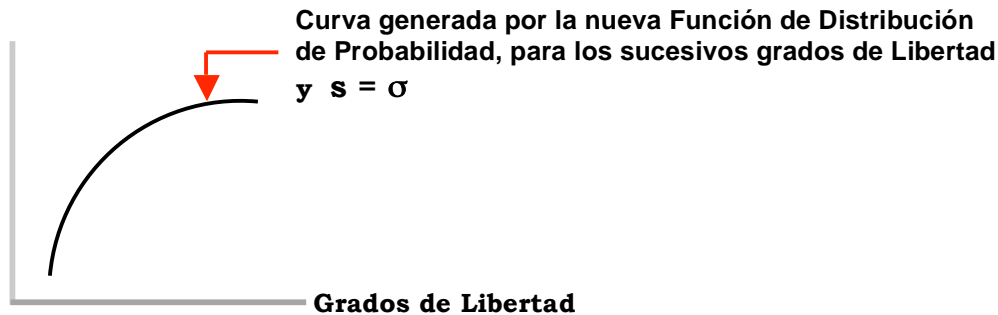 Curva generada por la nueva Función de Distribución
de Probabilidad, para los sucesivos grados de Libertad
y s = σ
Grados de Libertad